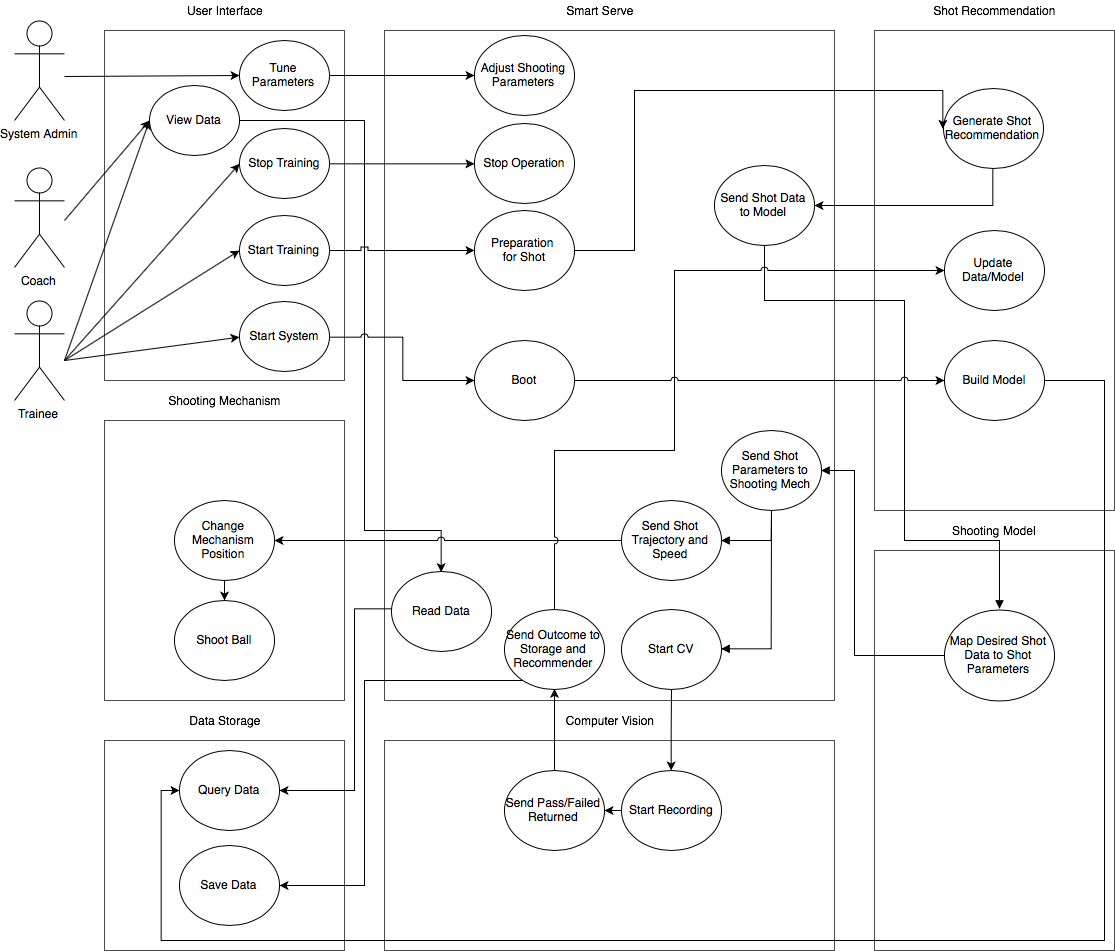 User Interface
Smart Serve
Shot Recommendation
System Admin
Coach
Trainee
Tune
Parameters
View Data
Stop Training
Start Training
Start System
Adjust Shooting
Parameters
Stop Operation
Preparation
for Shot
Boot
Send Shot Data
to Model
Generate Shot
Recommendation
Update
Data/Model
Build Model
Shooting Mechanism
Change
Mechanism
Position
Shoot Ball
Send Shot
Parameters to
Shooting Mech
Send Shot
Trajectory and
Speed
Read Data
Send Outcome to
Storage and
Recommender
Start CV
Shooting Model
Map Desired Shot
Data to Shot
Parameters
Data Storage
Query Data
Save Data
Computer Vision
Send Pass/Failed
Returned
Start Recording